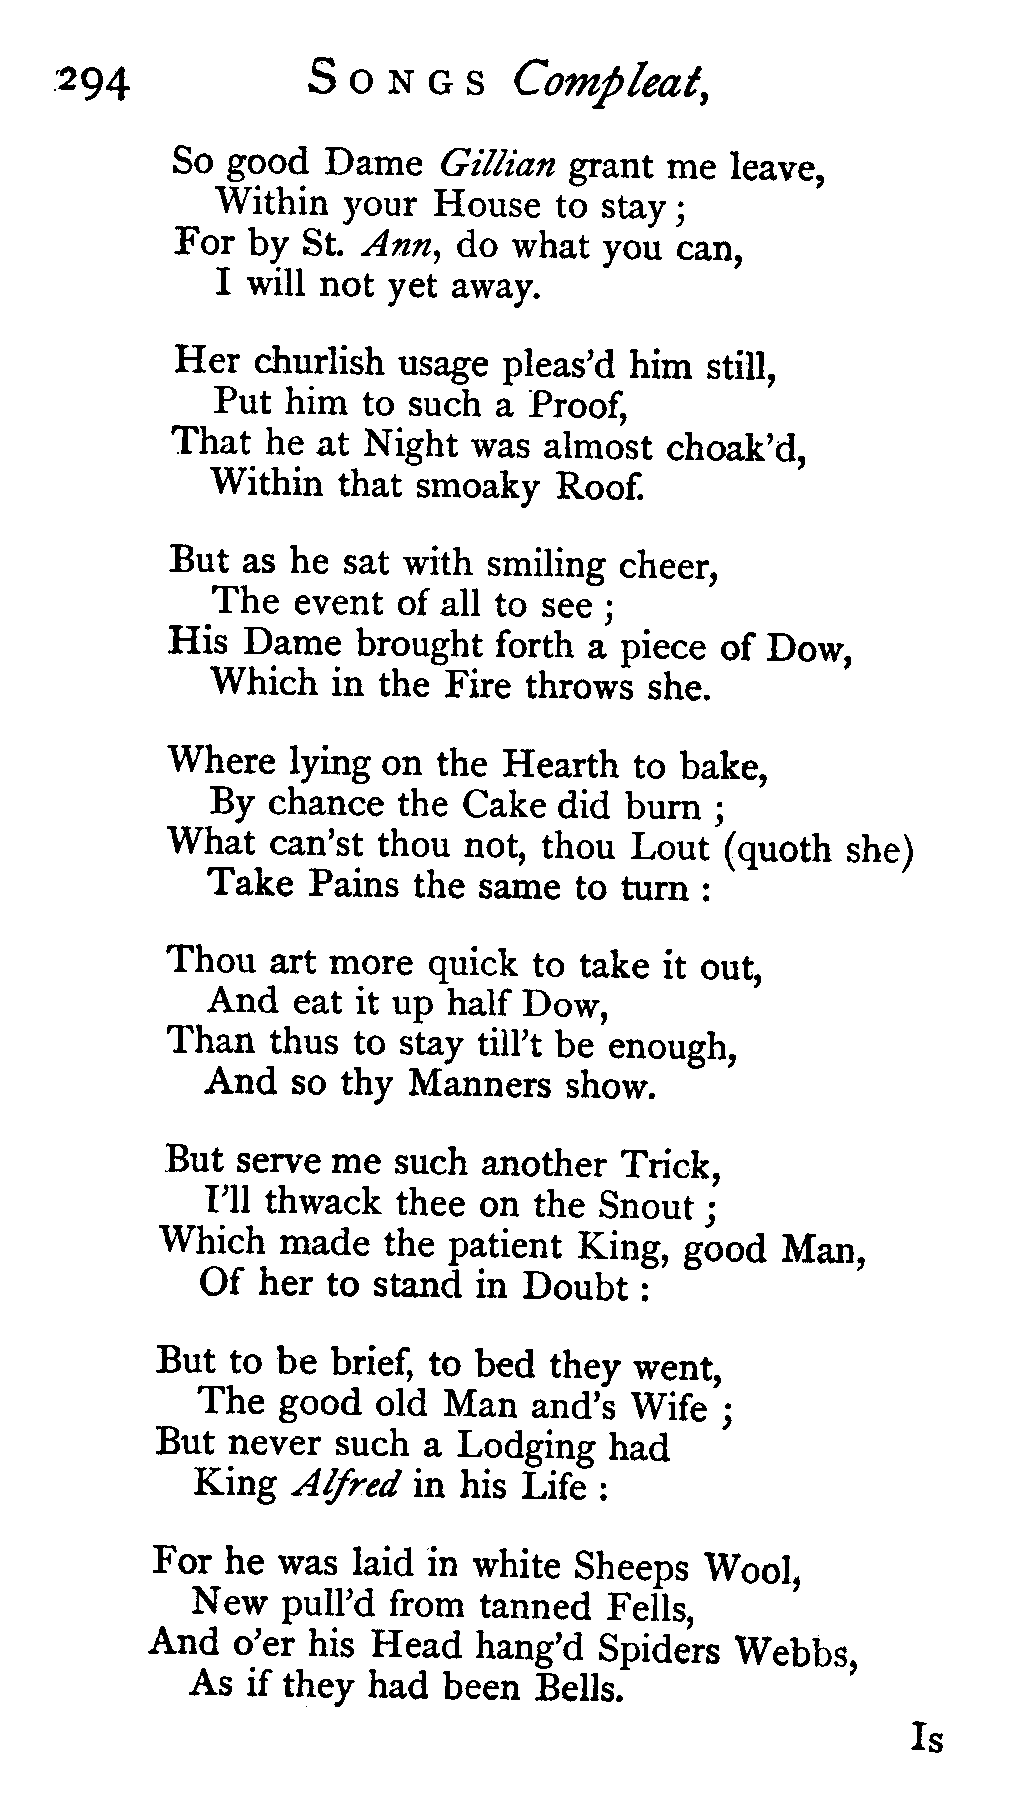 294 SONGS Compleat,
So good Dame Gillian grant me leave,
Within your House to stay ;
For by St. Ann, do what you can,
I will not yet away.
Her churlish usage pleas'd him still,
Put him to such a Proof,
That he at Night was almost choak'd,
Within that smoaky Roof.
But as he sat with smiling cheer,
The event of all to see ;
His Dame brought forth a piece of Dow,
Which in the Fire throws she.
Where lying on the Hearth to bake,
By chance the Cake did burn ;
What can'st thou not, thou Lout (quoth she)
Take Pains the same to turn :
Thou art more quick to take it out,
And eat it up half Dow,
Than thus to stay till't be enough,
And so thy Manners show.
But serve me such another Trick,
I'll thwack thee on the Snout ;
Which made the patient King, good Man,
Of her to stand in Doubt :
But to be brief, to bed they went,
The good old Man and's Wife ;
But never such a Lodging had
King Alfred in his Life :
For he was laid in white Sheeps Wool,
New pull'd from tanned Fells,
And o'er his Head hang'd Spiders Webbs,
As if they had been Bells.
Is